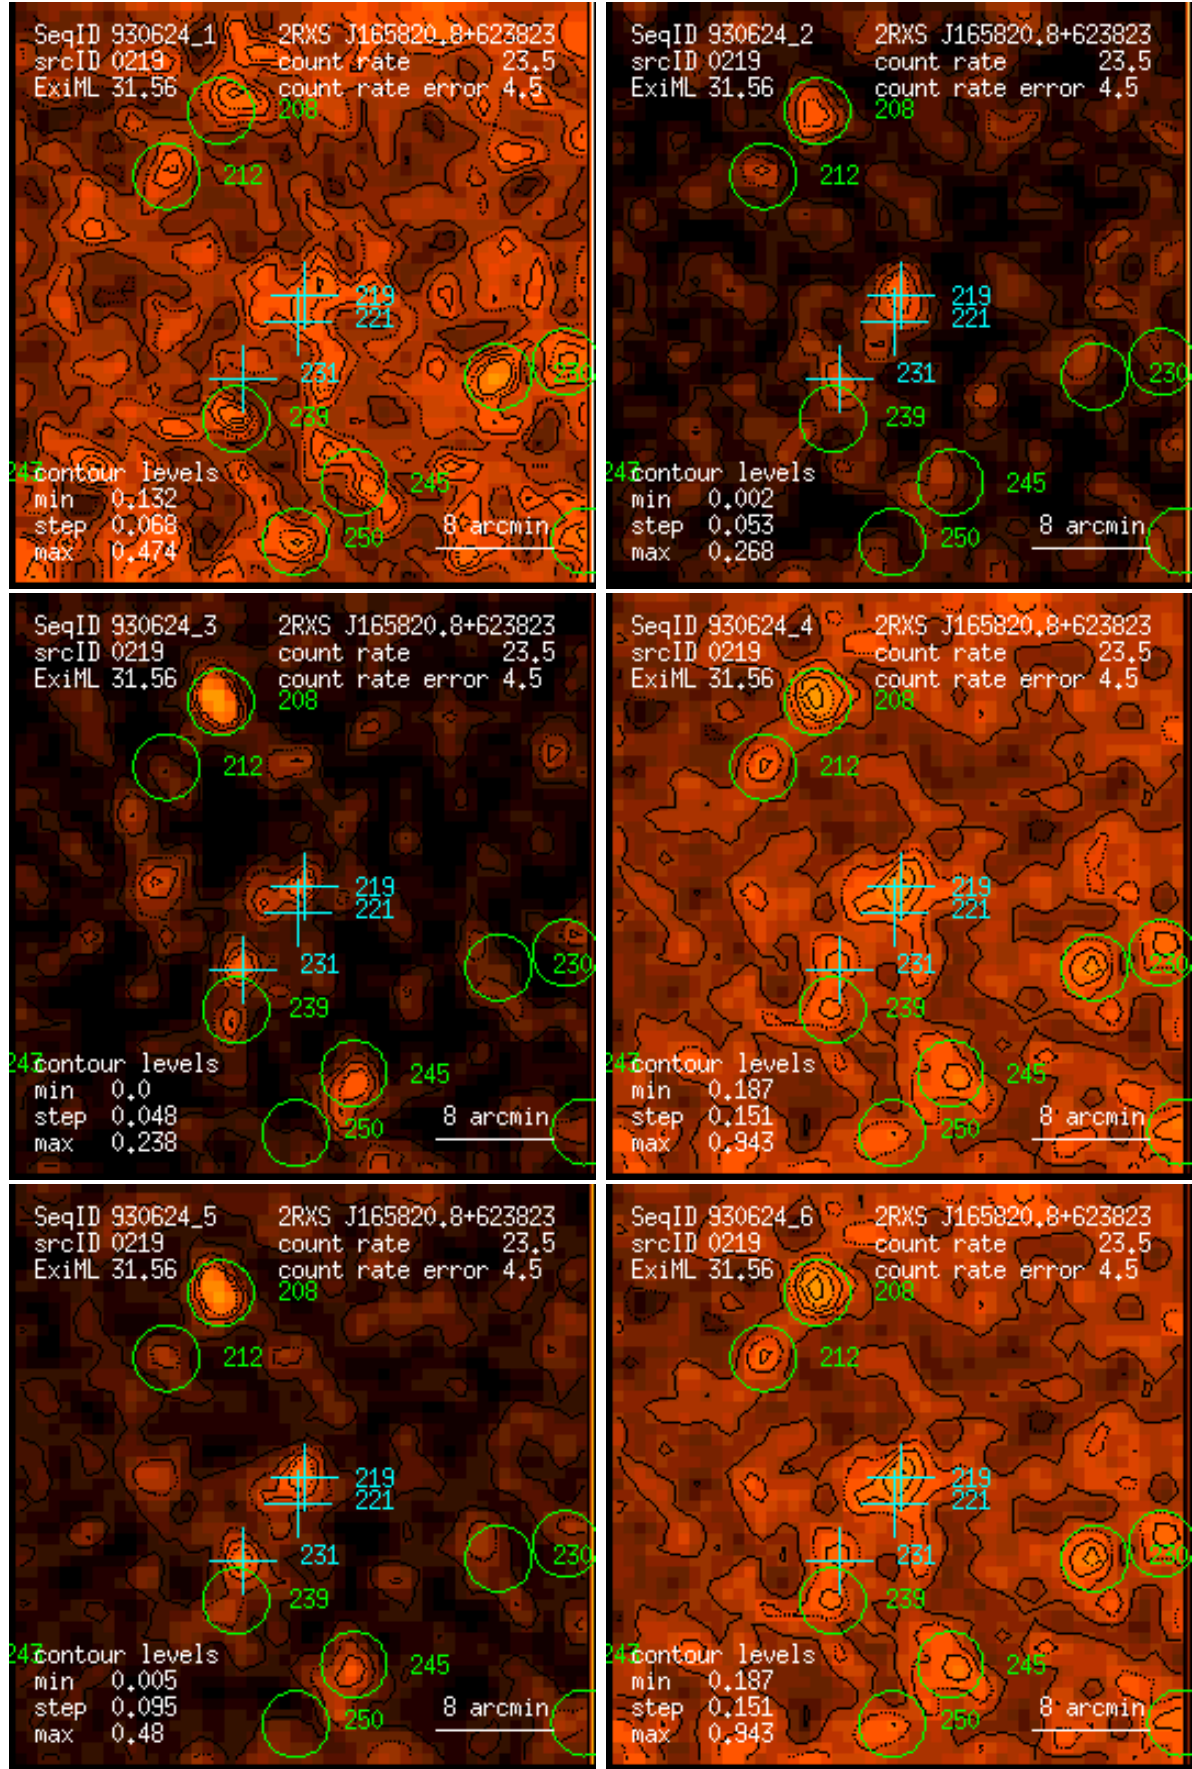 SeqID 930624_1 2RXS J165820.8+623823
srcID 0219 count rate 23.5
ExiML 31.56 count rate error 4.5
208
212
219
221
231
230
239
247
contour levels
245
min 0.132
step 0.068 8 arcmin
max 0.474 250
SeqID 930624_2 2RXS J165820.8+623823
srcID 0219 count rate 23.5
ExiML 31.56 count rate error 4.5
208
212
219
221
231
230
239
247
contour levels
245
min 0.002
step 0.053 8 arcmin
max 0.268 250
SeqID 930624_3 2RXS J165820.8+623823
srcID 0219 count rate 23.5
ExiML 31.56 count rate error 4.5
208
212
219
221
231
230
239
247
contour levels
245
min 0.0
step 0.048 8 arcmin
max 0.238 250
SeqID 930624_4 2RXS J165820.8+623823
srcID 0219 count rate 23.5
ExiML 31.56 count rate error 4.5
208
212
219
221
231
230
239
247
contour levels
245
min 0.187
step 0.151 8 arcmin
max 0.943 250
SeqID 930624_5 2RXS J165820.8+623823
srcID 0219 count rate 23.5
ExiML 31.56 count rate error 4.5
208
212
219
221
231
230
239
247
contour levels
245
min 0.005
step 0.095 8 arcmin
max 0.48 250
SeqID 930624_6 2RXS J165820.8+623823
srcID 0219 count rate 23.5
ExiML 31.56 count rate error 4.5
208
212
219
221
231
230
239
247
contour levels
245
min 0.187
step 0.151 8 arcmin
max 0.943 250